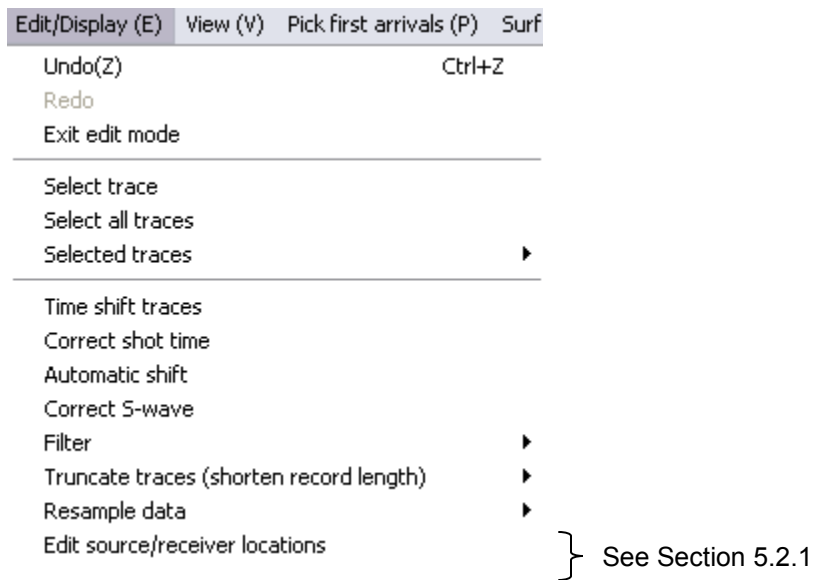 Edit/Display (E) View (V) Pick first arrivals (P) Surf
Undo(Z) Ctrl+Z
Redo
Exit edit mode
Select trace
Select all traces
Selected traces
Time shift traces
Correct shot time
Automatic shift
Correct S-wave
Filter
Truncate traces (shorten record length)
Resample data
Edit source/receiver locations
See Section 5.2.1